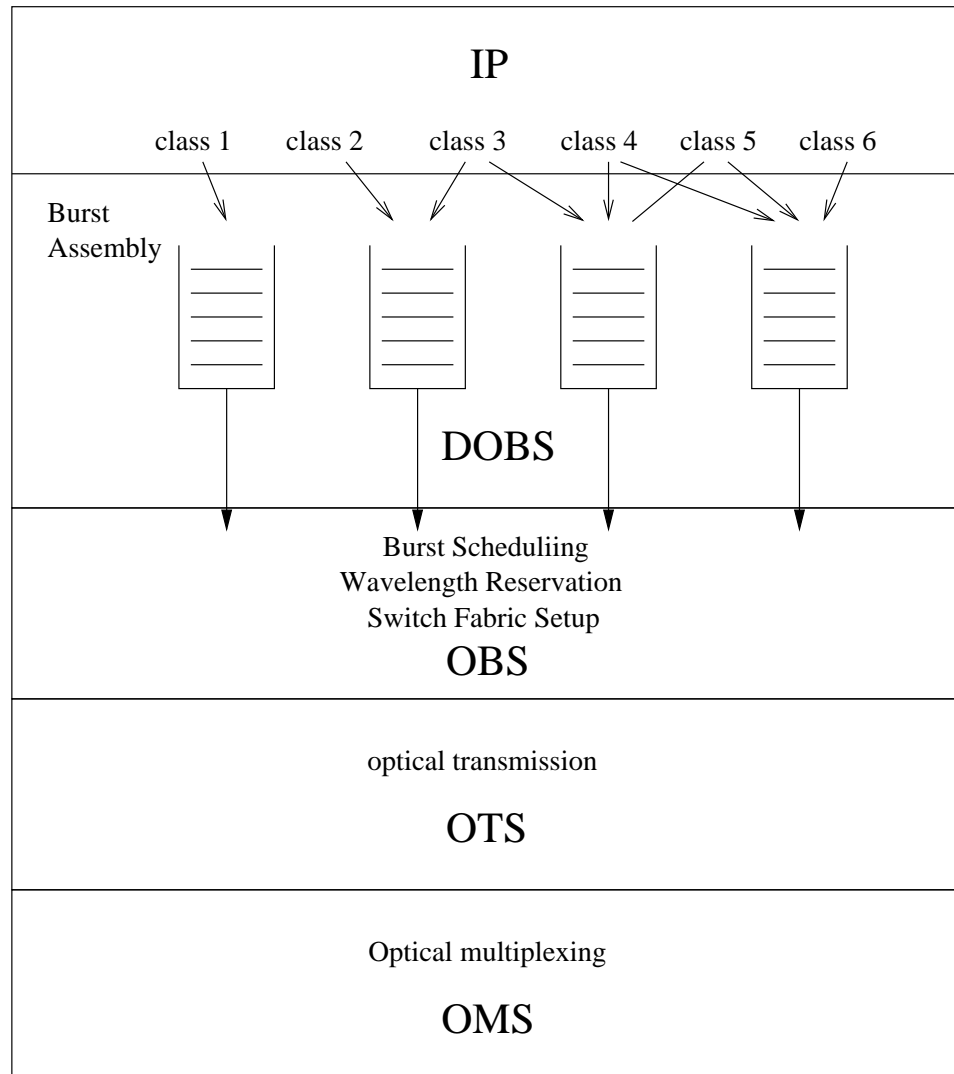 IP
class 1 class 2 class 3 class 4 class 5 class 6
Burst
Assembly
DOBS
Burst Scheduliing
Wavelength Reservation
Switch Fabric Setup
OBS
optical transmission
OTS
Optical multiplexing
OMS